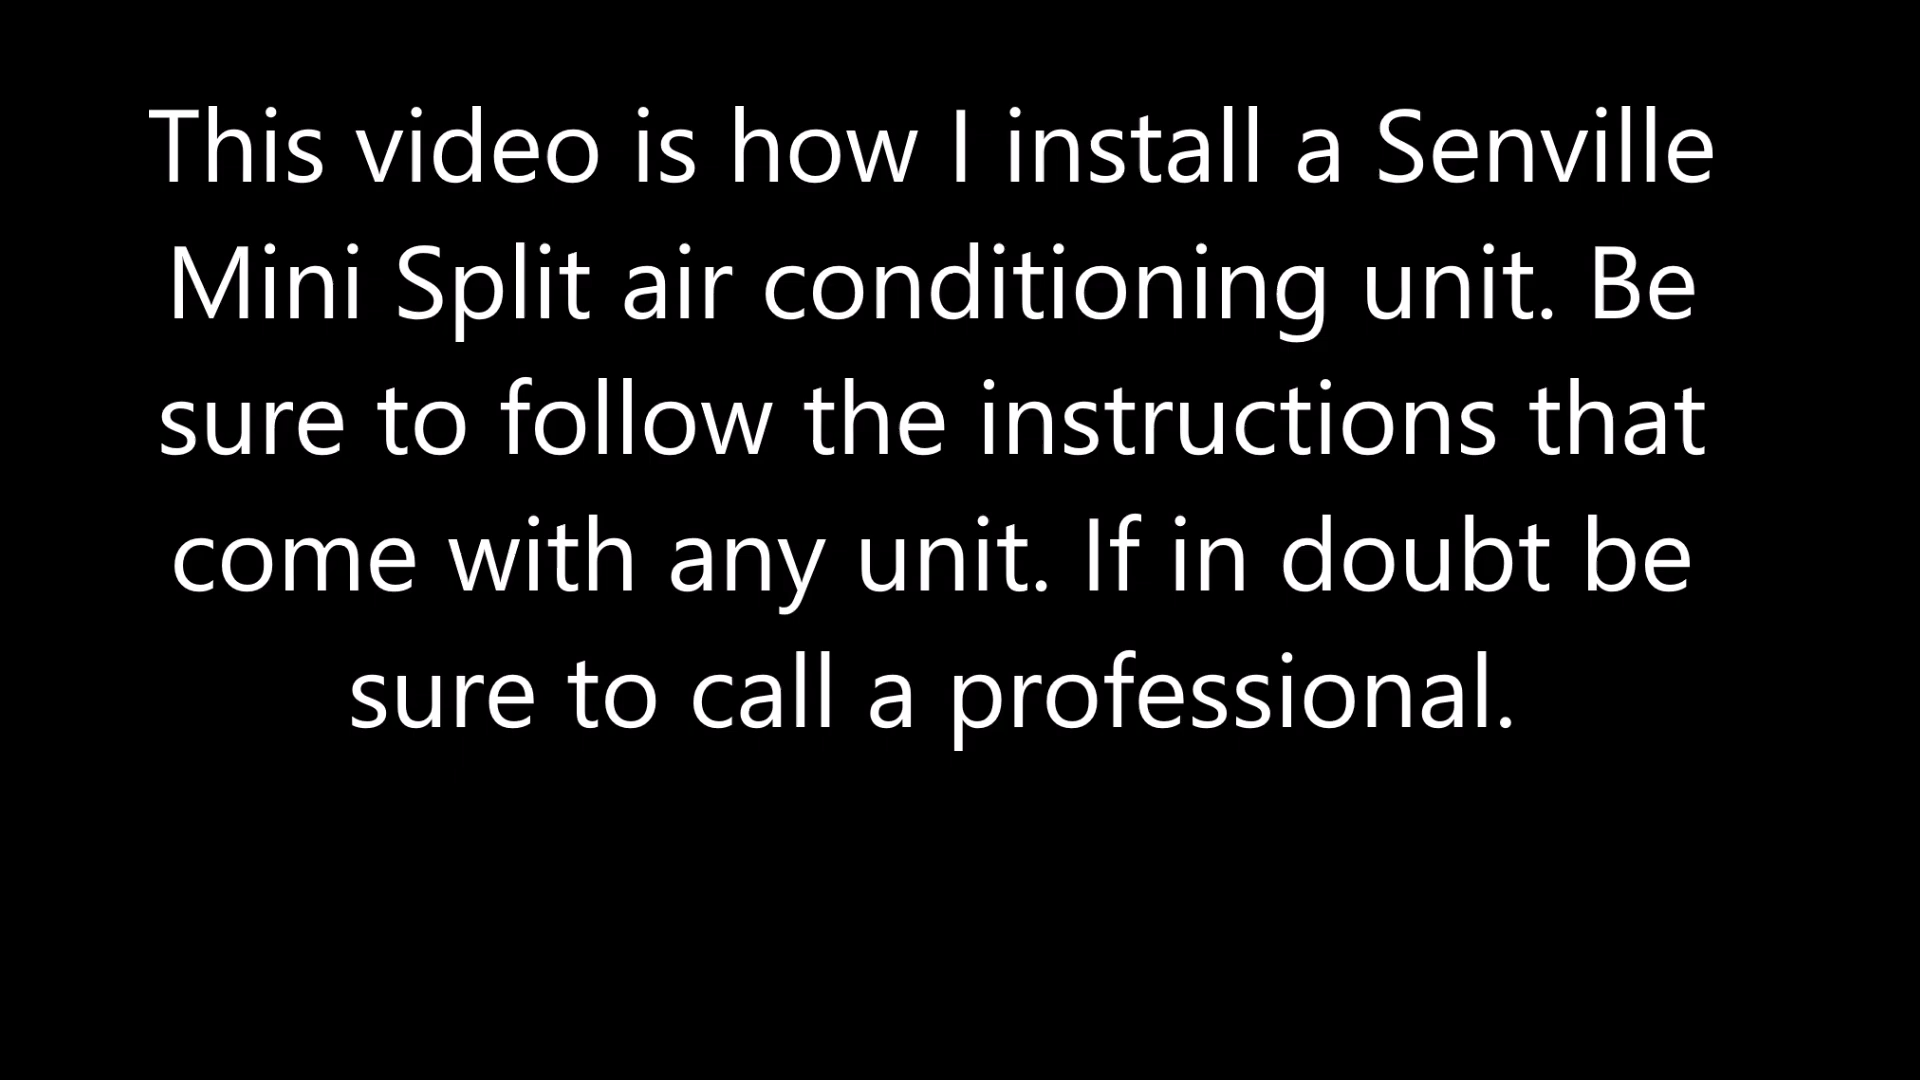 This video is how I install a Senville
Mini Split air conditioning unit. Be
sure to follow the instructions that
come with any unit. If in doubt be
sure to call a professional.